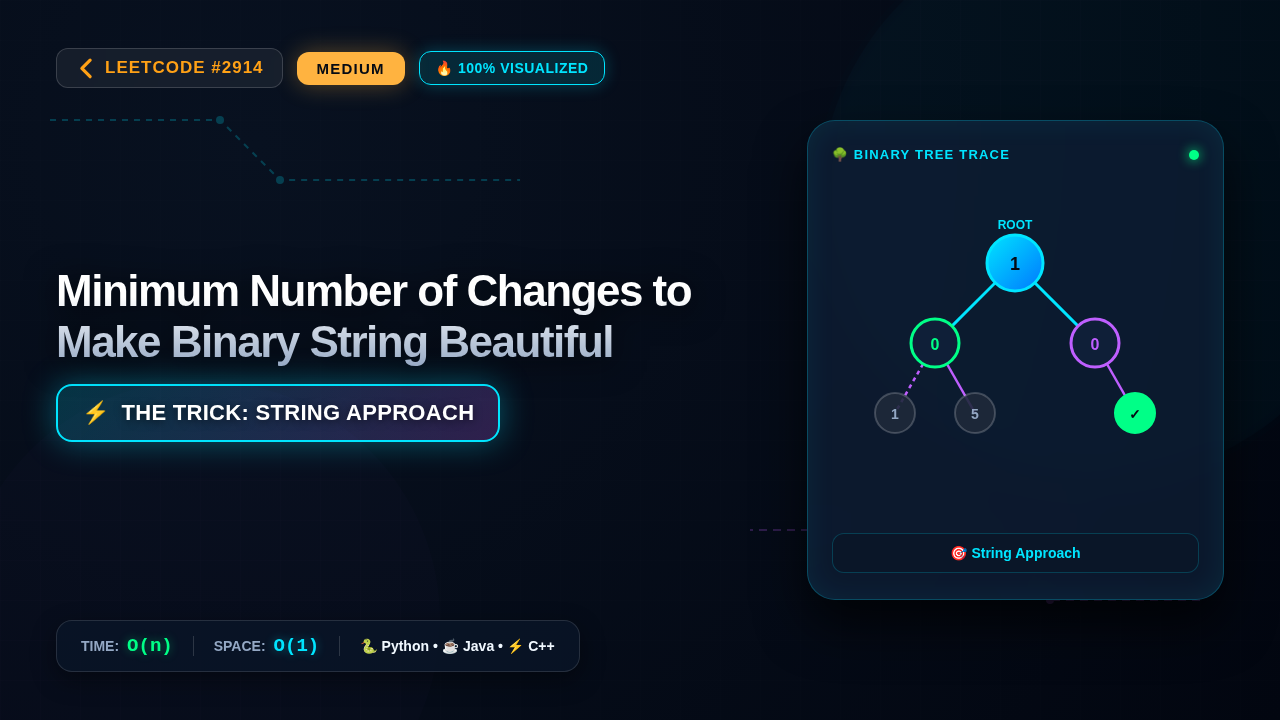 LEETCODE #2914
MEDIUM
🔥 100% VISUALIZED
Minimum Number of Changes to
Make Binary String Beautiful
⚡ THE TRICK: STRING APPROACH
TIME: O(n)
SPACE: O(1)
🐍 Python • ☕ Java • ⚡ C++
🌳 BINARY TREE TRACE
ROOT
1
0 0
1 5 ✓
🎯 String Approach